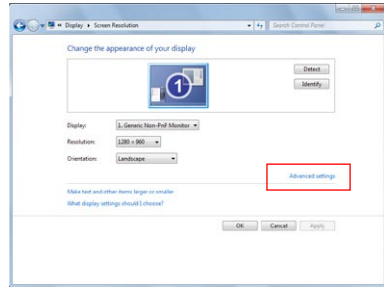 Display ▸ Screen Resolution
Search Control Panel
Change the appearance of your display
1
Detect
Identify
Display: 1. Generic Non-PnP Monitor
Resolution: 1280 × 960
Orientation: Landscape
Advanced settings
Make text and other items larger or smaller
What display settings should I choose?
OK Cancel Apply